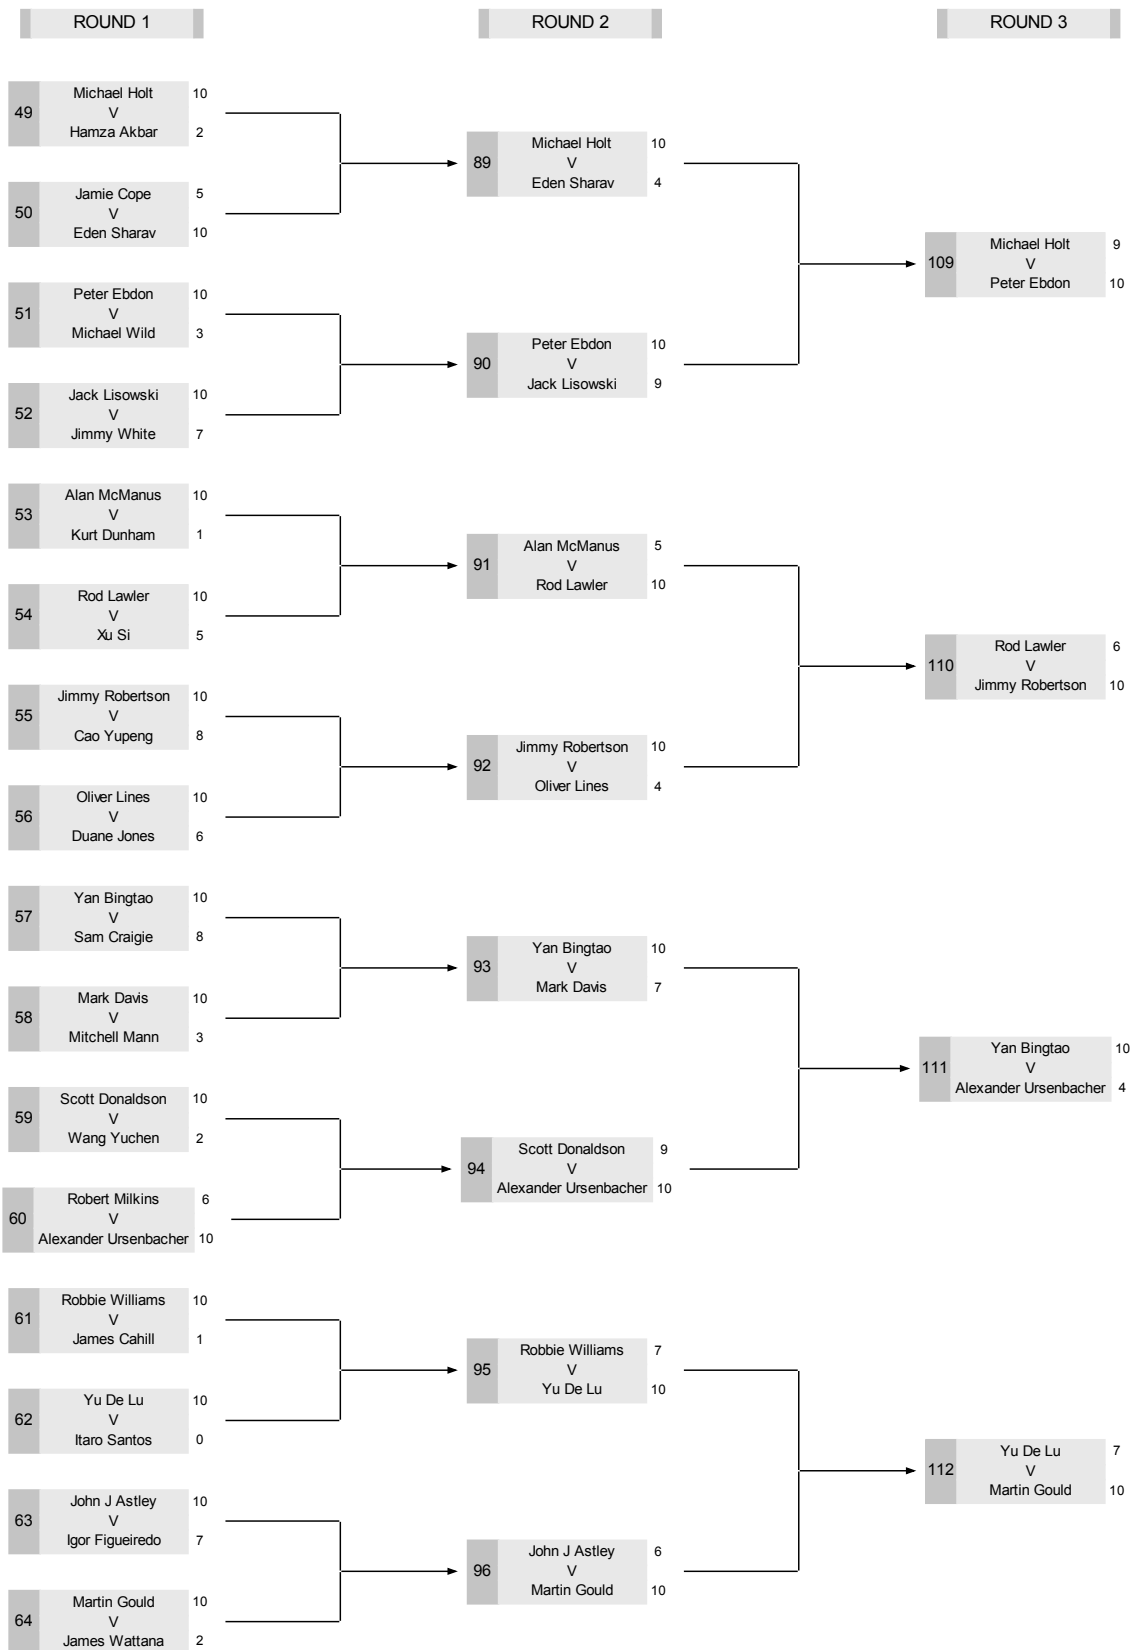 ROUND 1
ROUND 2
ROUND 3
49
Michael Holt 10
V
Hamza Akbar 2
50
Jamie Cope 5
V
Eden Sharav 10
51
Peter Ebdon 10
V
Michael Wild 3
52
Jack Lisowski 10
V
Jimmy White 7
53
Alan McManus 10
V
Kurt Dunham 1
54
Rod Lawler 10
V
Xu Si 5
55
Jimmy Robertson 10
V
Cao Yupeng 8
56
Oliver Lines 10
V
Duane Jones 6
57
Yan Bingtao 10
V
Sam Craigie 8
58
Mark Davis 10
V
Mitchell Mann 3
59
Scott Donaldson 10
V
Wang Yuchen 2
60
Robert Milkins 6
V
Alexander Ursenbacher 10
61
Robbie Williams 10
V
James Cahill 1
62
Yu De Lu 10
V
Itaro Santos 0
63
John J Astley 10
V
Igor Figueiredo 7
64
Martin Gould 10
V
James Wattana 2
89
Michael Holt 10
V
Eden Sharav 4
90
Peter Ebdon 10
V
Jack Lisowski 9
91
Alan McManus 5
V
Rod Lawler 10
92
Jimmy Robertson 10
V
Oliver Lines 4
93
Yan Bingtao 10
V
Mark Davis 7
94
Scott Donaldson 9
V
Alexander Ursenbacher 10
95
Robbie Williams 7
V
Yu De Lu 10
96
John J Astley 6
V
Martin Gould 10
109
Michael Holt 9
V
Peter Ebdon 10
110
Rod Lawler 6
V
Jimmy Robertson 10
111
Yan Bingtao 10
V
Alexander Ursenbacher 4
112
Yu De Lu 7
V
Martin Gould 10